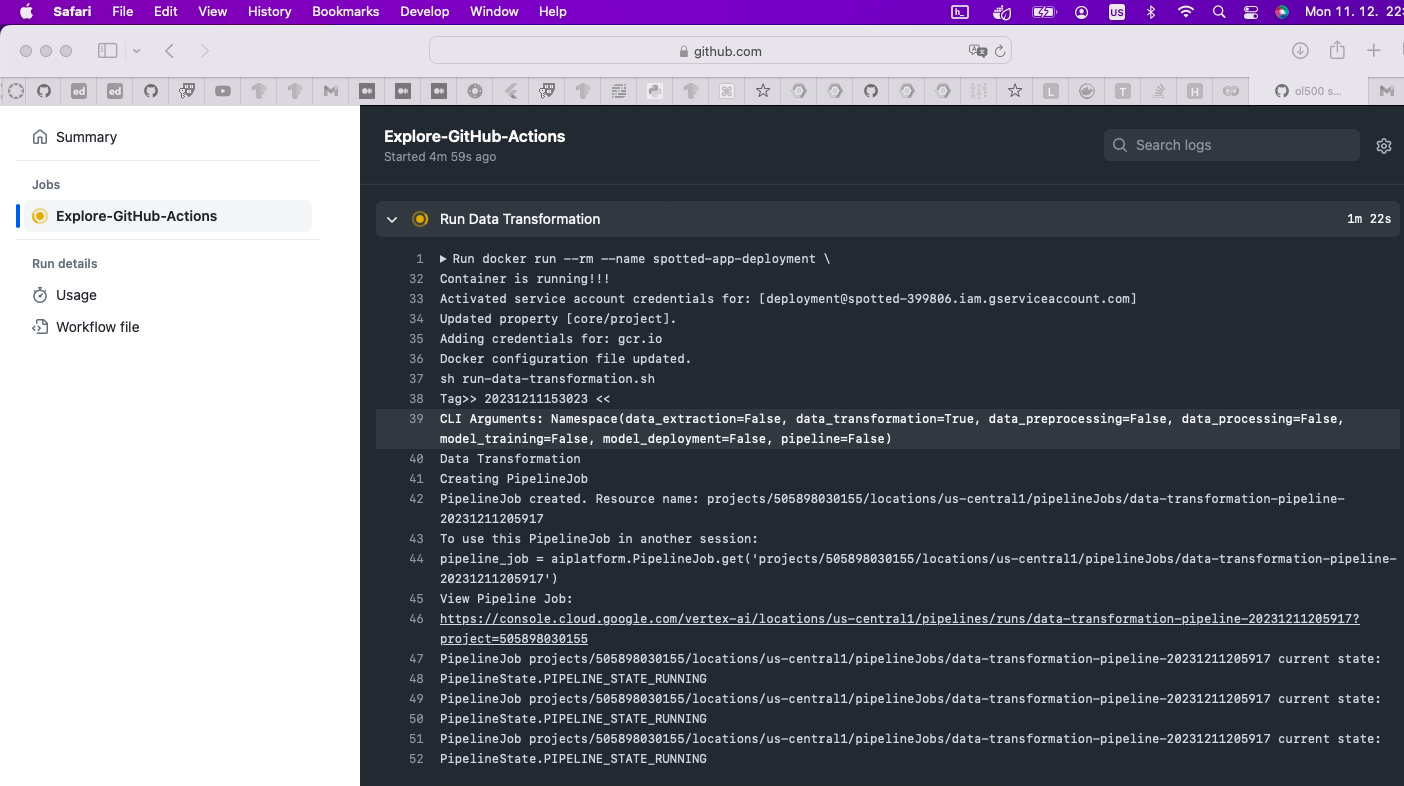 Safari File Edit View History Bookmarks Develop Window Help US Mon 11. 12. 22:
github.com
ed ed L T H ol500 s...
Summary
Jobs
Explore-GitHub-Actions
Run details
Usage
Workflow file
Explore-GitHub-Actions
Started 4m 59s ago
Search logs
Run Data Transformation 1m 22s
1 Run docker run --rm --name spotted-app-deployment \
32 Container is running!!!
33 Activated service account credentials for: [deployment@spotted-399806.iam.gserviceaccount.com]
34 Updated property [core/project].
35 Adding credentials for: gcr.io
36 Docker configuration file updated.
37 sh run-data-transformation.sh
38 Tag>> 20231211153023 <<
39 CLI Arguments: Namespace(data_extraction=False, data_transformation=True, data_preprocessing=False, data_processing=False,
model_training=False, model_deployment=False, pipeline=False)
40 Data Transformation
41 Creating PipelineJob
42 PipelineJob created. Resource name: projects/505898030155/locations/us-central1/pipelineJobs/data-transformation-pipeline-
20231211205917
43 To use this PipelineJob in another session:
44 pipeline_job = aiplatform.PipelineJob.get('projects/505898030155/locations/us-central1/pipelineJobs/data-transformation-pipeline-
20231211205917')
45 View Pipeline Job:
46 https://console.cloud.google.com/vertex-ai/locations/us-central1/pipelines/runs/data-transformation-pipeline-20231211205917?
project=505898030155
47 PipelineJob projects/505898030155/locations/us-central1/pipelineJobs/data-transformation-pipeline-20231211205917 current state:
48 PipelineState.PIPELINE_STATE_RUNNING
49 PipelineJob projects/505898030155/locations/us-central1/pipelineJobs/data-transformation-pipeline-20231211205917 current state:
50 PipelineState.PIPELINE_STATE_RUNNING
51 PipelineJob projects/505898030155/locations/us-central1/pipelineJobs/data-transformation-pipeline-20231211205917 current state:
52 PipelineState.PIPELINE_STATE_RUNNING